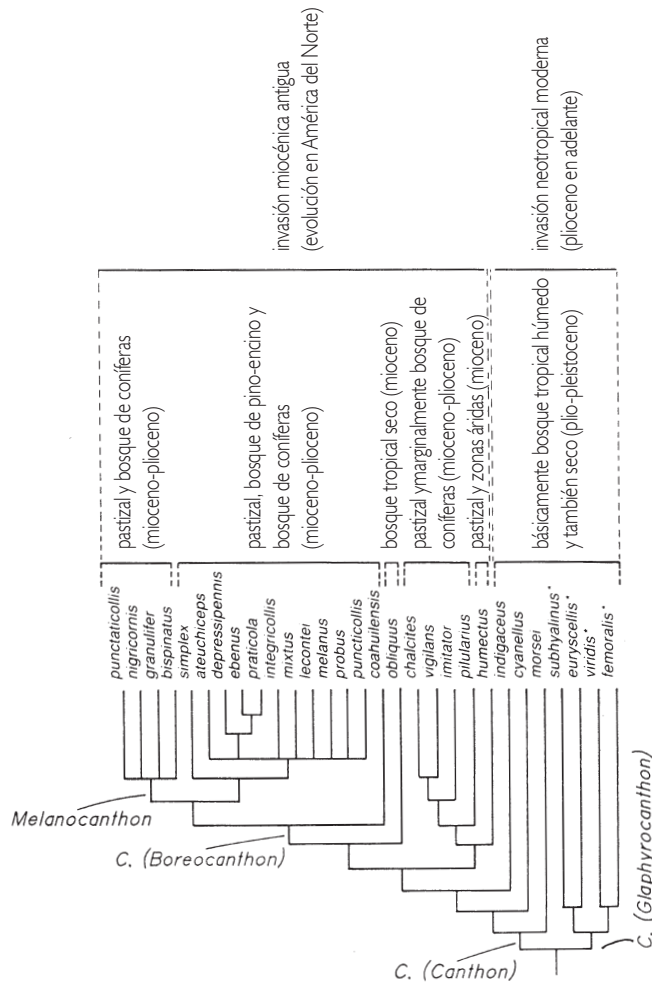 punctaticollis
nigricornis
granulifer
bispinatus
simplex
ateuchiceps
depressipennis
ebenus
praticola
integricollis
mixtus
lecontei
melanus
probus
puncticollis
coahuilensis
obliquus
chalcites
vigilans
imitator
pilularius
humectus
indigaceus
cyanellus
morsei
subhyalinus*
euryscellis*
viridis*
femoralis*
Melanocanthon
C. (Boreocanthon)
C. (Canthon)
C. (Glaphyrocanthon)
pastizal y bosque de coníferas
(mioceno-plioceno)
pastizal, bosque de pino-encino y
bosque de coníferas
(mioceno-plioceno)
bosque tropical seco (mioceno)
pastizal ymarginalmente bosque de
coníferas (mioceno-plioceno)
pastizal y zonas áridas (mioceno)
básicamente bosque tropical húmedo
y también seco (plio-pleistoceno)
invasión miocénica antigua
(evolución en América del Norte)
invasión neotropical moderna
(plioceno en adelante)